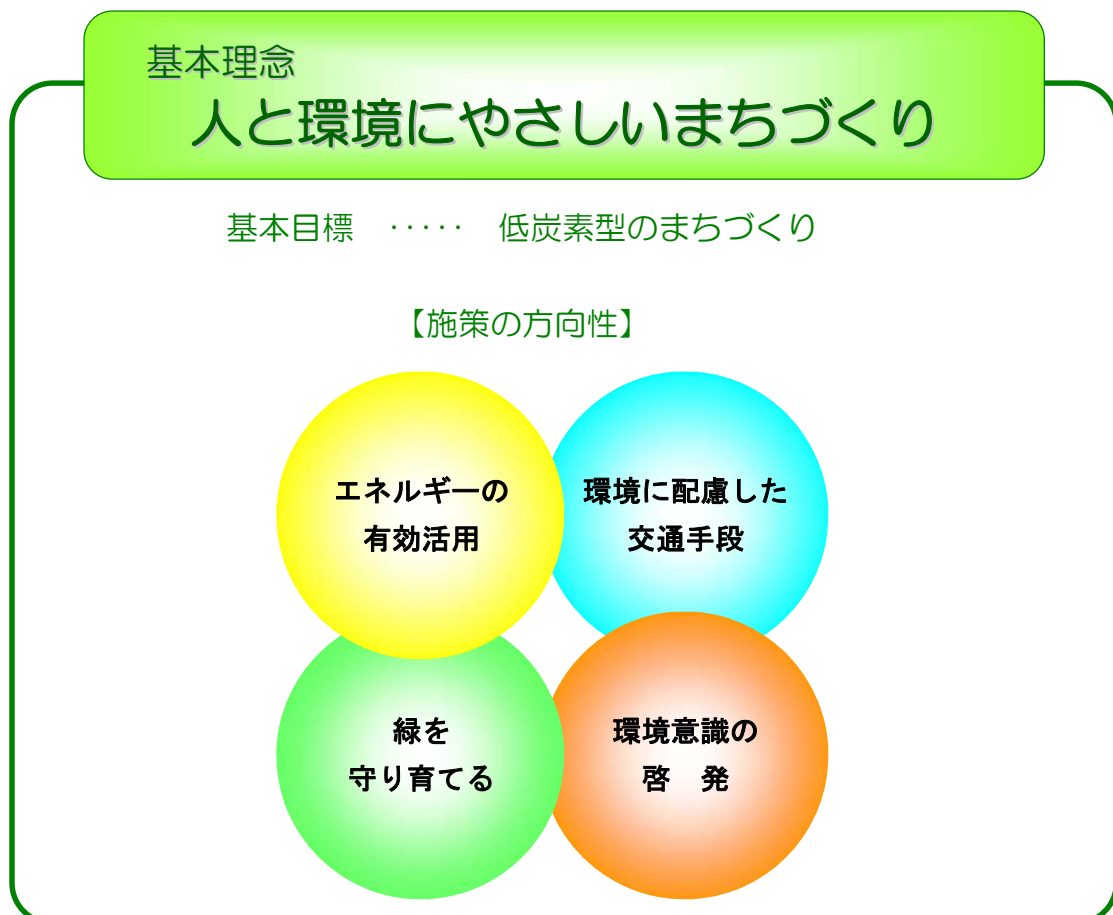 基本理念
人と環境にやさしいまちづくり
基本目標 ‥‥‥ 低炭素型のまちづくり
【施策の方向性】
エネルギーの
有効活用
環境に配慮した
交通手段
緑を
守り育てる
環境意識の
啓　発